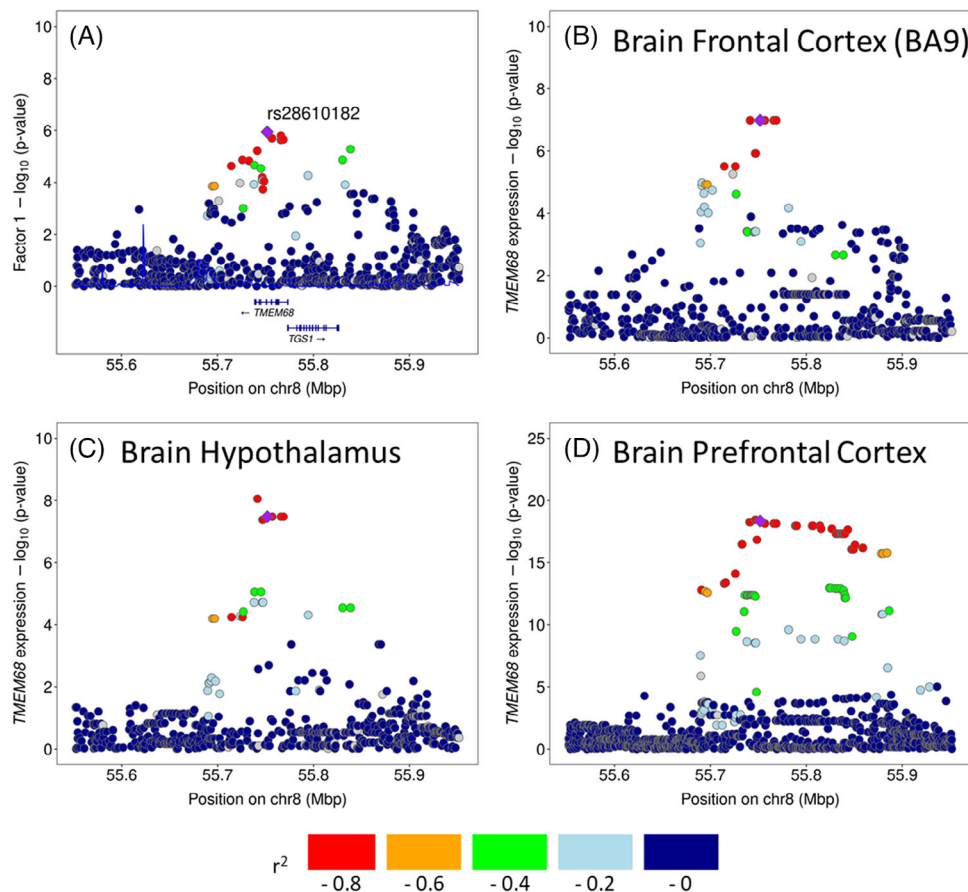 (A)
rs28610182
Factor 1 − log10 (p-value)
10
8
6
4
2
0
← TMEM68
TGS1 →
55.6 55.7 55.8 55.9
Position on chr8 (Mbp)
(B) Brain Frontal Cortex (BA9)
TMEM68 expression − log10 (p-value)
10
8
6
4
2
0
55.6 55.7 55.8 55.9
Position on chr8 (Mbp)
(C) Brain Hypothalamus
TMEM68 expression − log10 (p-value)
10
8
6
4
2
0
55.6 55.7 55.8 55.9
Position on chr8 (Mbp)
(D) Brain Prefrontal Cortex
TMEM68 expression − log10 (p-value)
25
20
15
10
5
0
55.6 55.7 55.8 55.9
Position on chr8 (Mbp)
r2
- 0.8 - 0.6 - 0.4 - 0.2 - 0